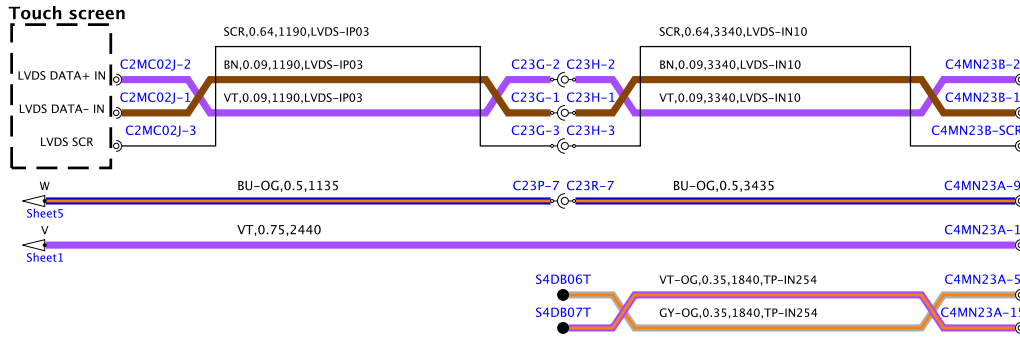 Touch screen
SCR,0.64,1190,LVDS-IP03
SCR,0.64,3340,LVDS-IN10
LVDS DATA+ IN
C2MC02J-2
BN,0.09,1190,LVDS-IP03
C23G-2
C23H-2
BN,0.09,3340,LVDS-IN10
C4MN23B-2
LVDS DATA- IN
C2MC02J-1
VT,0.09,1190,LVDS-IP03
C23G-1
C23H-1
VT,0.09,3340,LVDS-IN10
C4MN23B-1
LVDS SCR
C2MC02J-3
C23G-3
C23H-3
C4MN23B-SCR
W
BU-OG,0.5,1135
C23P-7
C23R-7
BU-OG,0.5,3435
C4MN23A-9
Sheet5
V
VT,0.75,2440
C4MN23A-1
Sheet1
S4DB06T
VT-OG,0.35,1840,TP-IN254
C4MN23A-5
S4DB07T
GY-OG,0.35,1840,TP-IN254